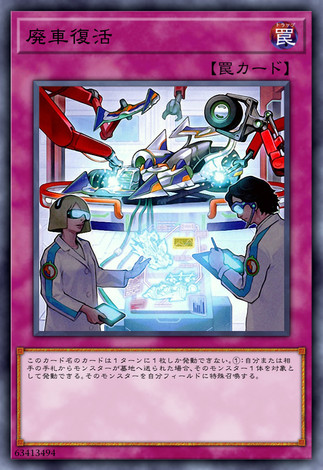 廃車復活
トラップ
罠
【罠カード】
このカード名のカードは１ターンに１枚しか発動できない。①：自分または相
手の手札からモンスターが墓地へ送られた場合、そのモンスター１体を対象と
して発動できる。そのモンスターを自分フィールドに特殊召喚する。
63413494